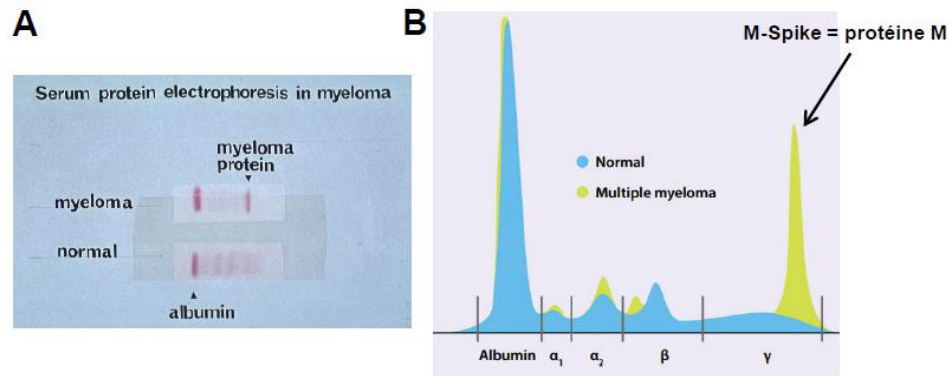 A
Serum protein electrophoresis in myeloma
myeloma
protein
myeloma
normal
albumin
B
M-Spike = protéine M
Normal
Multiple myeloma
Albumin α₁ α₂ β γ